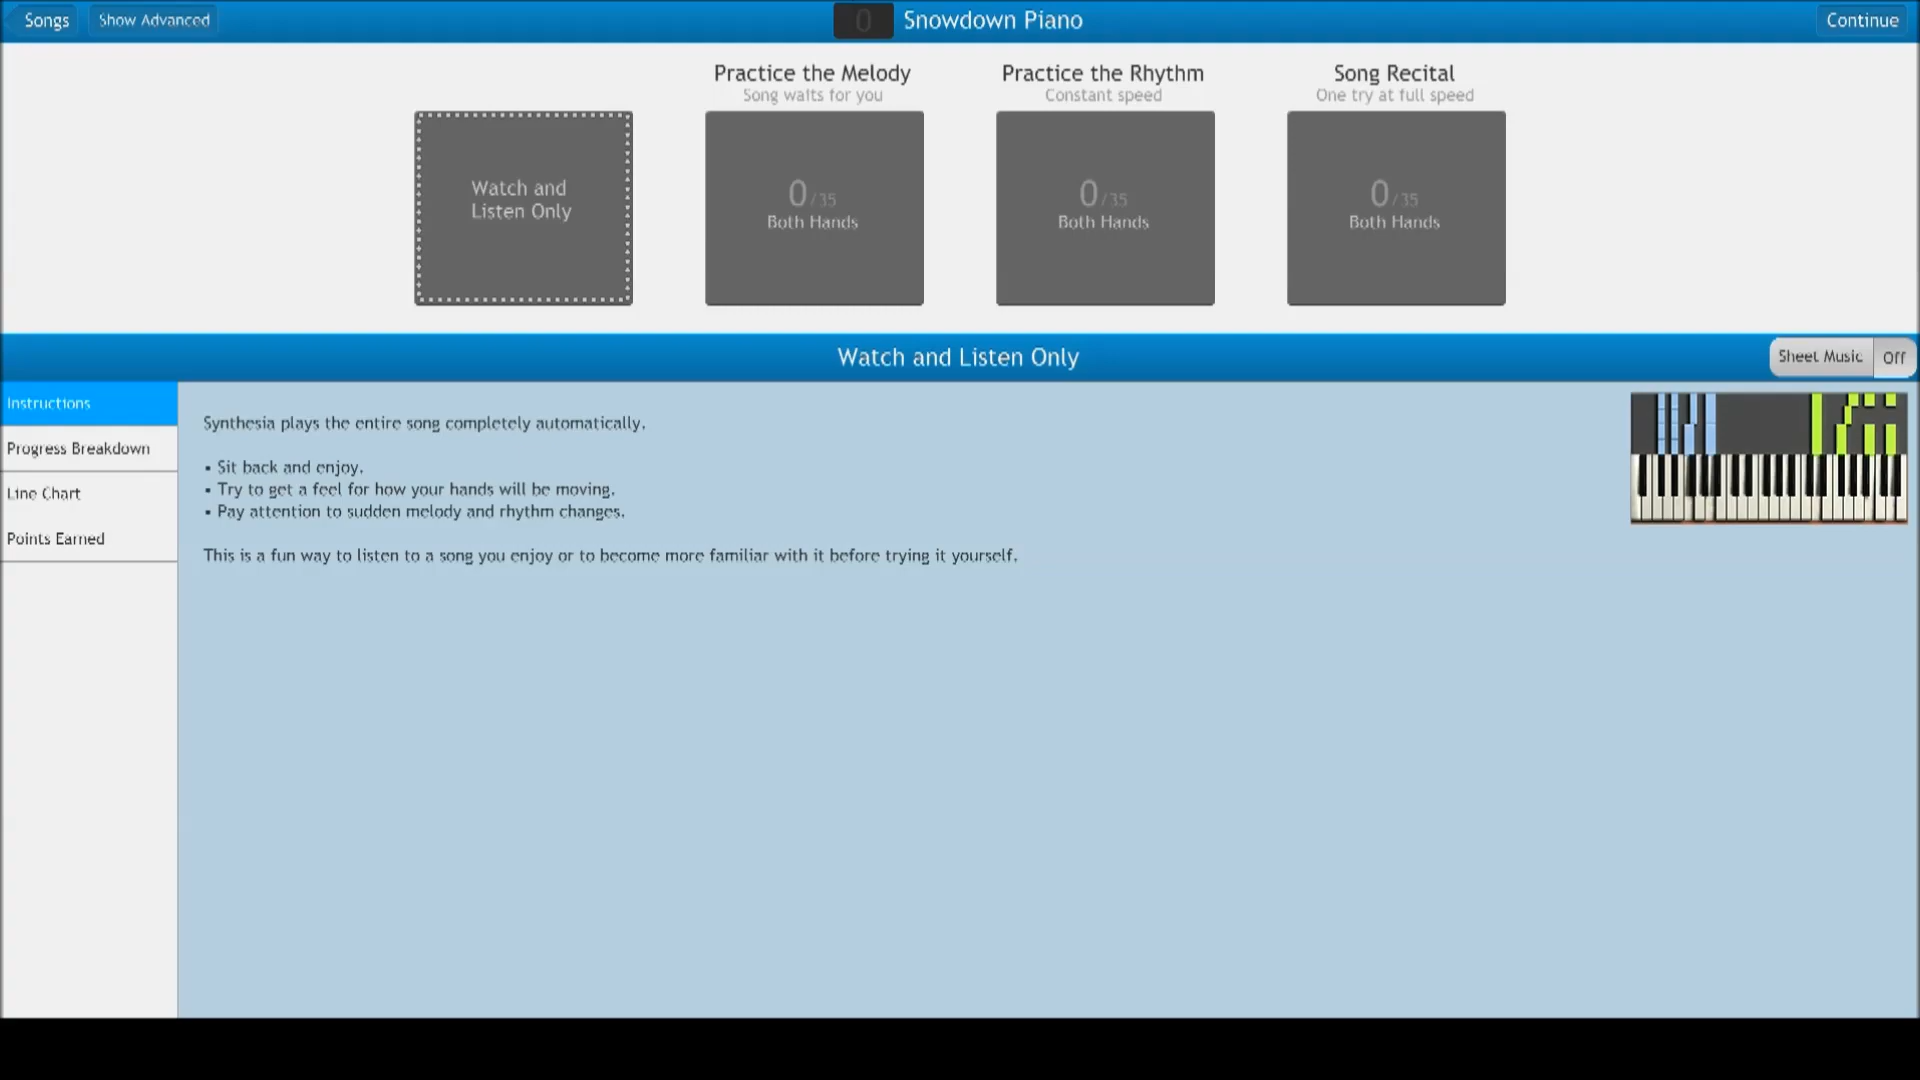 Songs
Show Advanced
0
Snowdown Piano
Continue
Practice the Melody
Song waits for you
Practice the Rhythm
Constant speed
Song Recital
One try at full speed
Watch and
Listen Only
0/35
Both Hands
0/35
Both Hands
0/35
Both Hands
Watch and Listen Only
Sheet Music
Off
Instructions
Progress Breakdown
Line Chart
Points Earned
Synthesia plays the entire song completely automatically.
▪ Sit back and enjoy.
▪ Try to get a feel for how your hands will be moving.
▪ Pay attention to sudden melody and rhythm changes.
This is a fun way to listen to a song you enjoy or to become more familiar with it before trying it yourself.